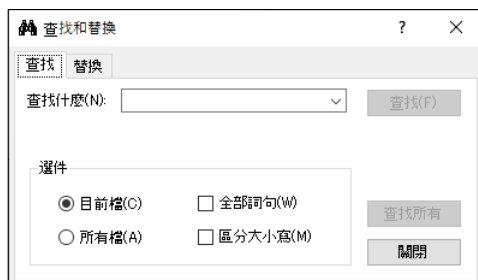 查找和替換
查找 替換
查找什麼(N): 查找(F)
選件
目前檔(C) 全部詞句(W)
所有檔(A) 區分大小寫(M)
查找所有
關閉